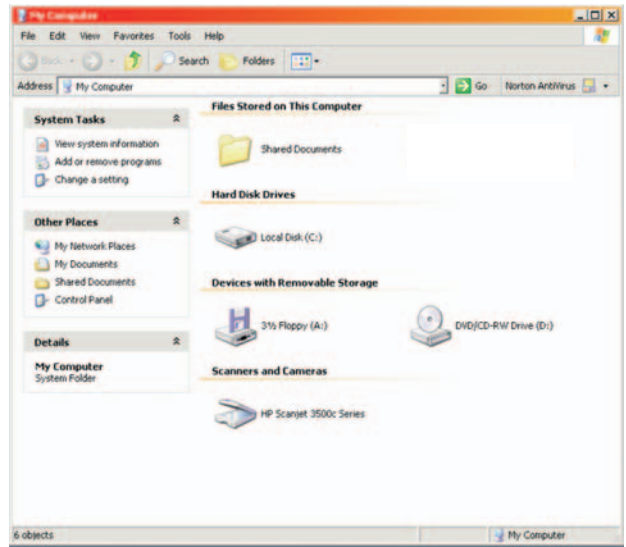 My Computer
File Edit View Favorites Tools Help
Back Search Folders
Address My Computer Go Norton AntiVirus
System Tasks
View system information
Add or remove programs
Change a setting
Other Places
My Network Places
My Documents
Shared Documents
Control Panel
Details
My Computer
System Folder
Files Stored on This Computer
Shared Documents
Hard Disk Drives
Local Disk (C:)
Devices with Removable Storage
3½ Floppy (A:)
DVD/CD-RW Drive (D:)
Scanners and Cameras
HP Scanjet 3500c Series
6 objects
My Computer